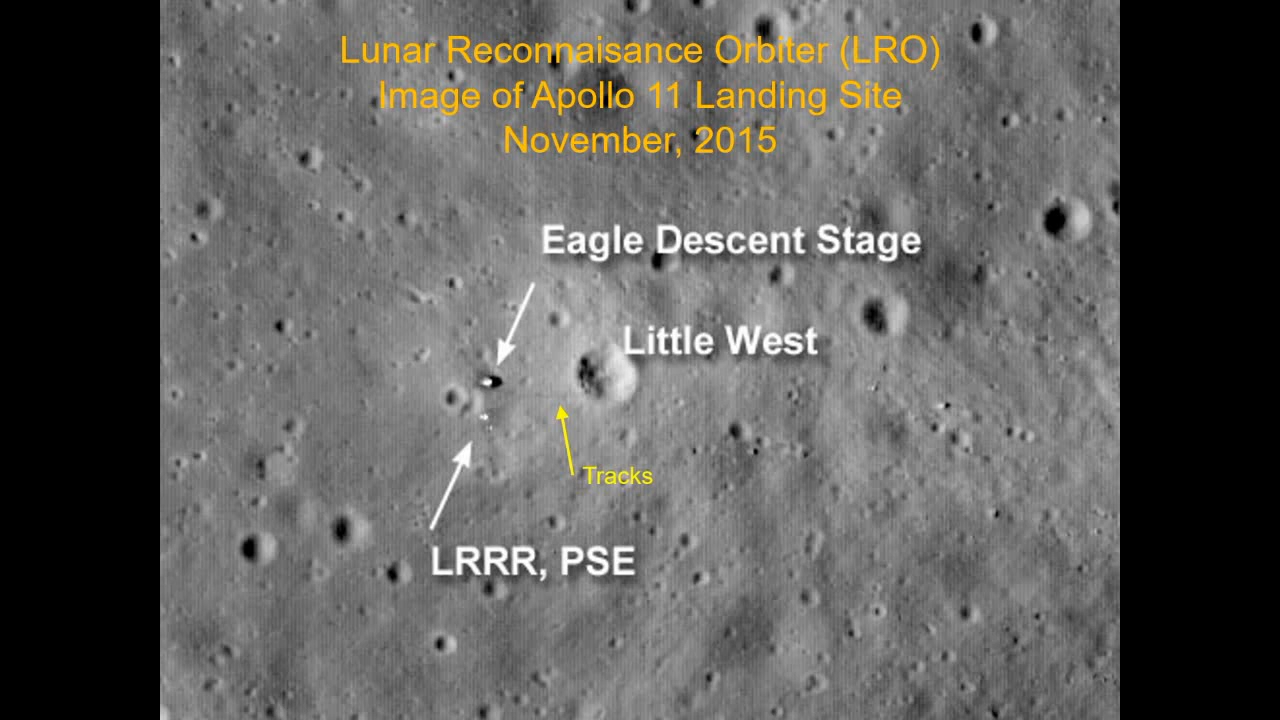 Lunar Reconnaisance Orbiter (LRO)
Image of Apollo 11 Landing Site
November, 2015
Eagle Descent Stage
Little West
Tracks
LRRR, PSE